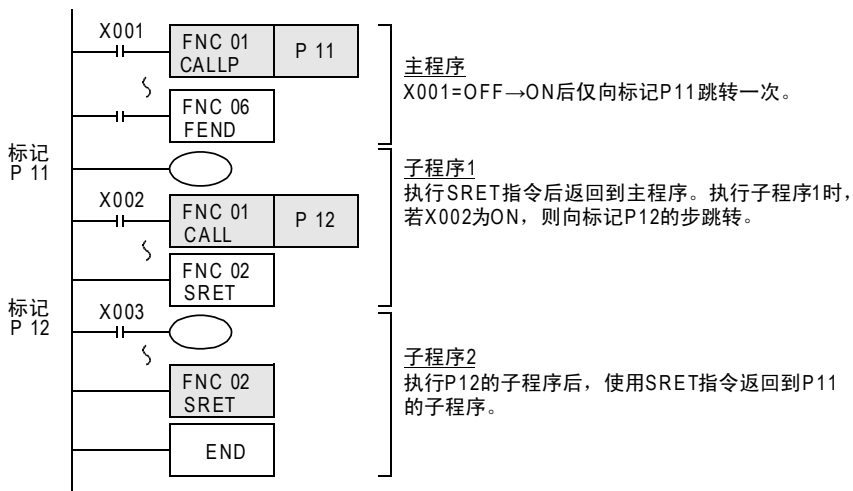 X001
FNC 01
CALLP
P 11
FNC 06
FEND
主程序
X001=OFF→ON后仅向标记P11跳转一次。
标记
P 11
X002
FNC 01
CALL
P 12
FNC 02
SRET
子程序1
执行SRET指令后返回到主程序。执行子程序1时，
若X002为ON，则向标记P12的步跳转。
标记
P 12
X003
FNC 02
SRET
END
子程序2
执行P12的子程序后，使用SRET指令返回到P11
的子程序。